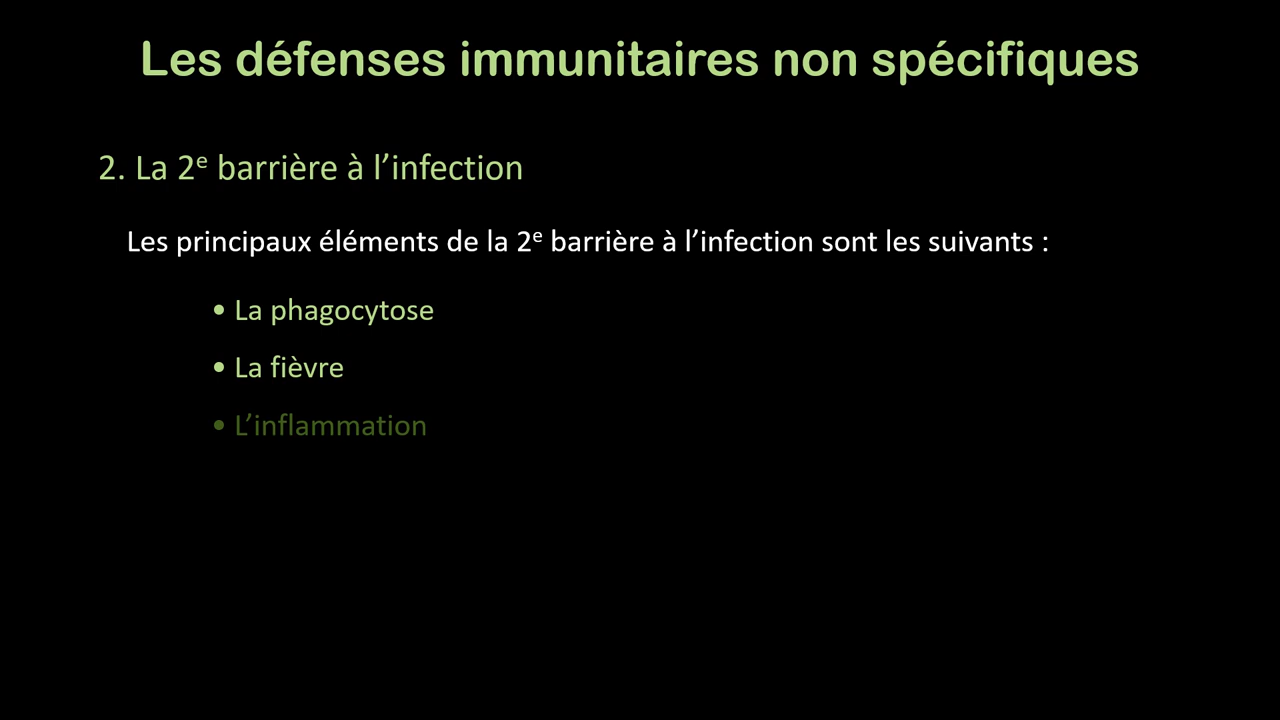 Les défenses immunitaires non spécifiques
2. La 2e barrière à l’infection
Les principaux éléments de la 2e barrière à l’infection sont les suivants :
• La phagocytose
• La fièvre
• L’inflammation